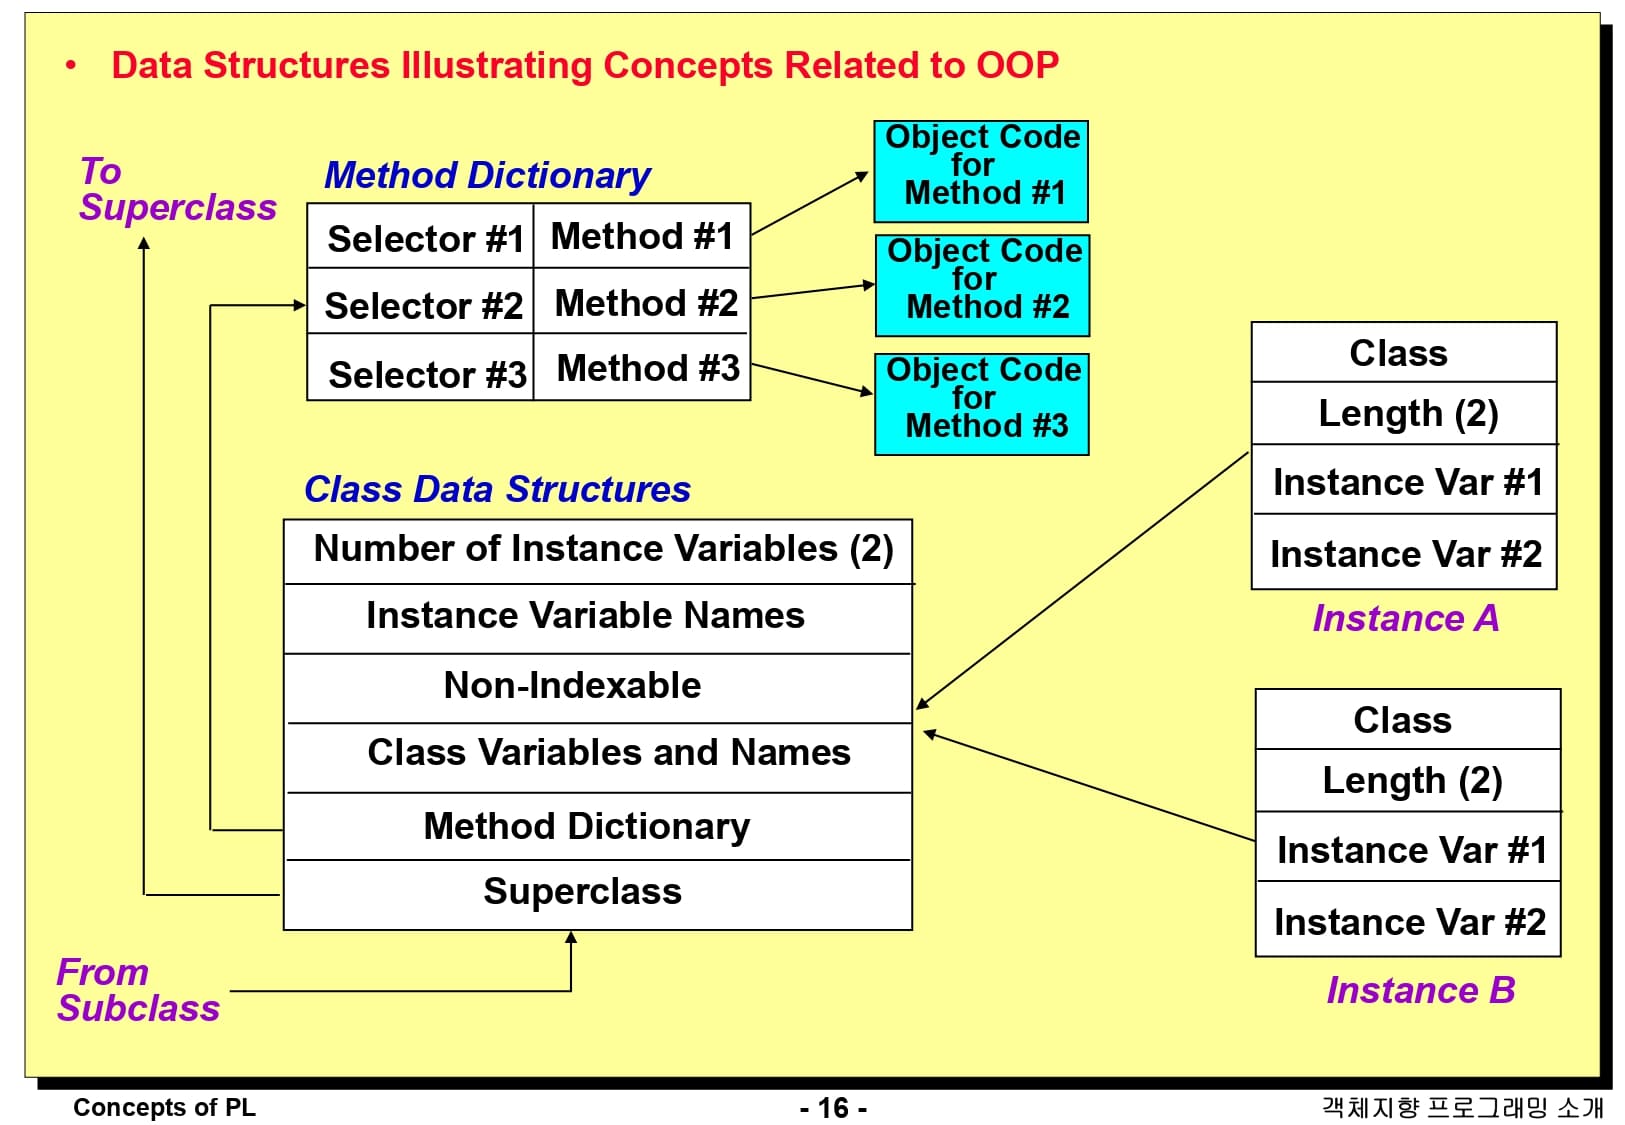 • Data Structures Illustrating Concepts Related to OOP
To
Superclass
Method Dictionary
Selector #1 Method #1
Selector #2 Method #2
Selector #3 Method #3
Object Code
for
Method #1
Object Code
for
Method #2
Object Code
for
Method #3
Class Data Structures
Number of Instance Variables (2)
Instance Variable Names
Non-Indexable
Class Variables and Names
Method Dictionary
Superclass
From
Subclass
Class
Length (2)
Instance Var #1
Instance Var #2
Instance A
Class
Length (2)
Instance Var #1
Instance Var #2
Instance B
Concepts of PL
- 16 -
객체지향 프로그래밍 소개